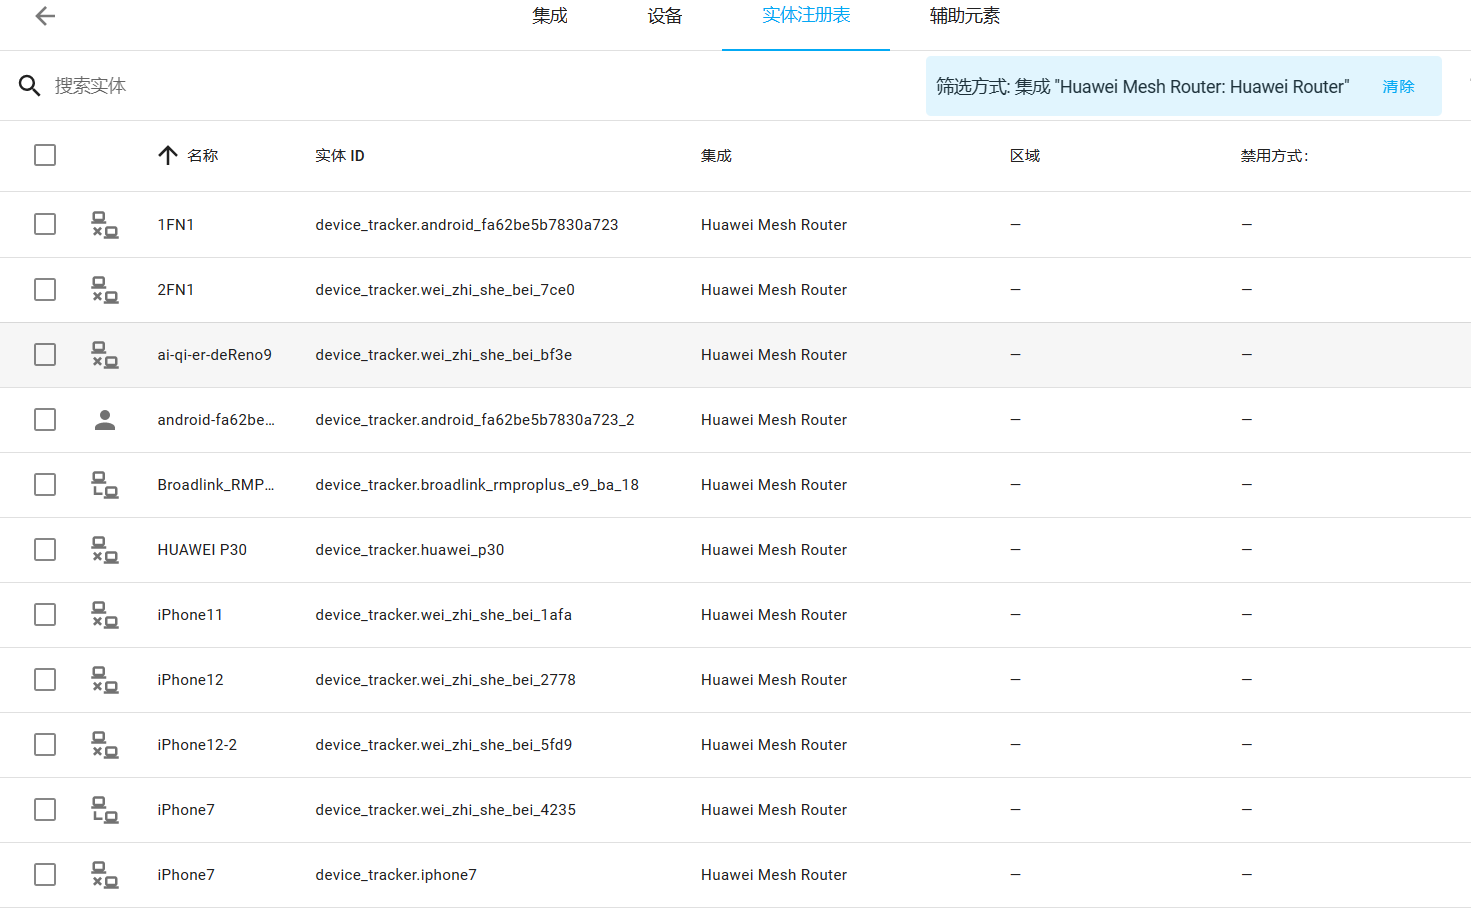 集成 设备 实体注册表 辅助元素
搜索实体 筛选方式: 集成 "Huawei Mesh Router: Huawei Router" 清除
名称 实体 ID 集成 区域 禁用方式:
1FN1 device_tracker.android_fa62be5b7830a723 Huawei Mesh Router — —
2FN1 device_tracker.wei_zhi_she_bei_7ce0 Huawei Mesh Router — —
ai-qi-er-deReno9 device_tracker.wei_zhi_she_bei_bf3e Huawei Mesh Router — —
android-fa62be... device_tracker.android_fa62be5b7830a723_2 Huawei Mesh Router — —
Broadlink_RMP... device_tracker.broadlink_rmproplus_e9_ba_18 Huawei Mesh Router — —
HUAWEI P30 device_tracker.huawei_p30 Huawei Mesh Router — —
iPhone11 device_tracker.wei_zhi_she_bei_1afa Huawei Mesh Router — —
iPhone12 device_tracker.wei_zhi_she_bei_2778 Huawei Mesh Router — —
iPhone12-2 device_tracker.wei_zhi_she_bei_5fd9 Huawei Mesh Router — —
iPhone7 device_tracker.wei_zhi_she_bei_4235 Huawei Mesh Router — —
iPhone7 device_tracker.iphone7 Huawei Mesh Router — —